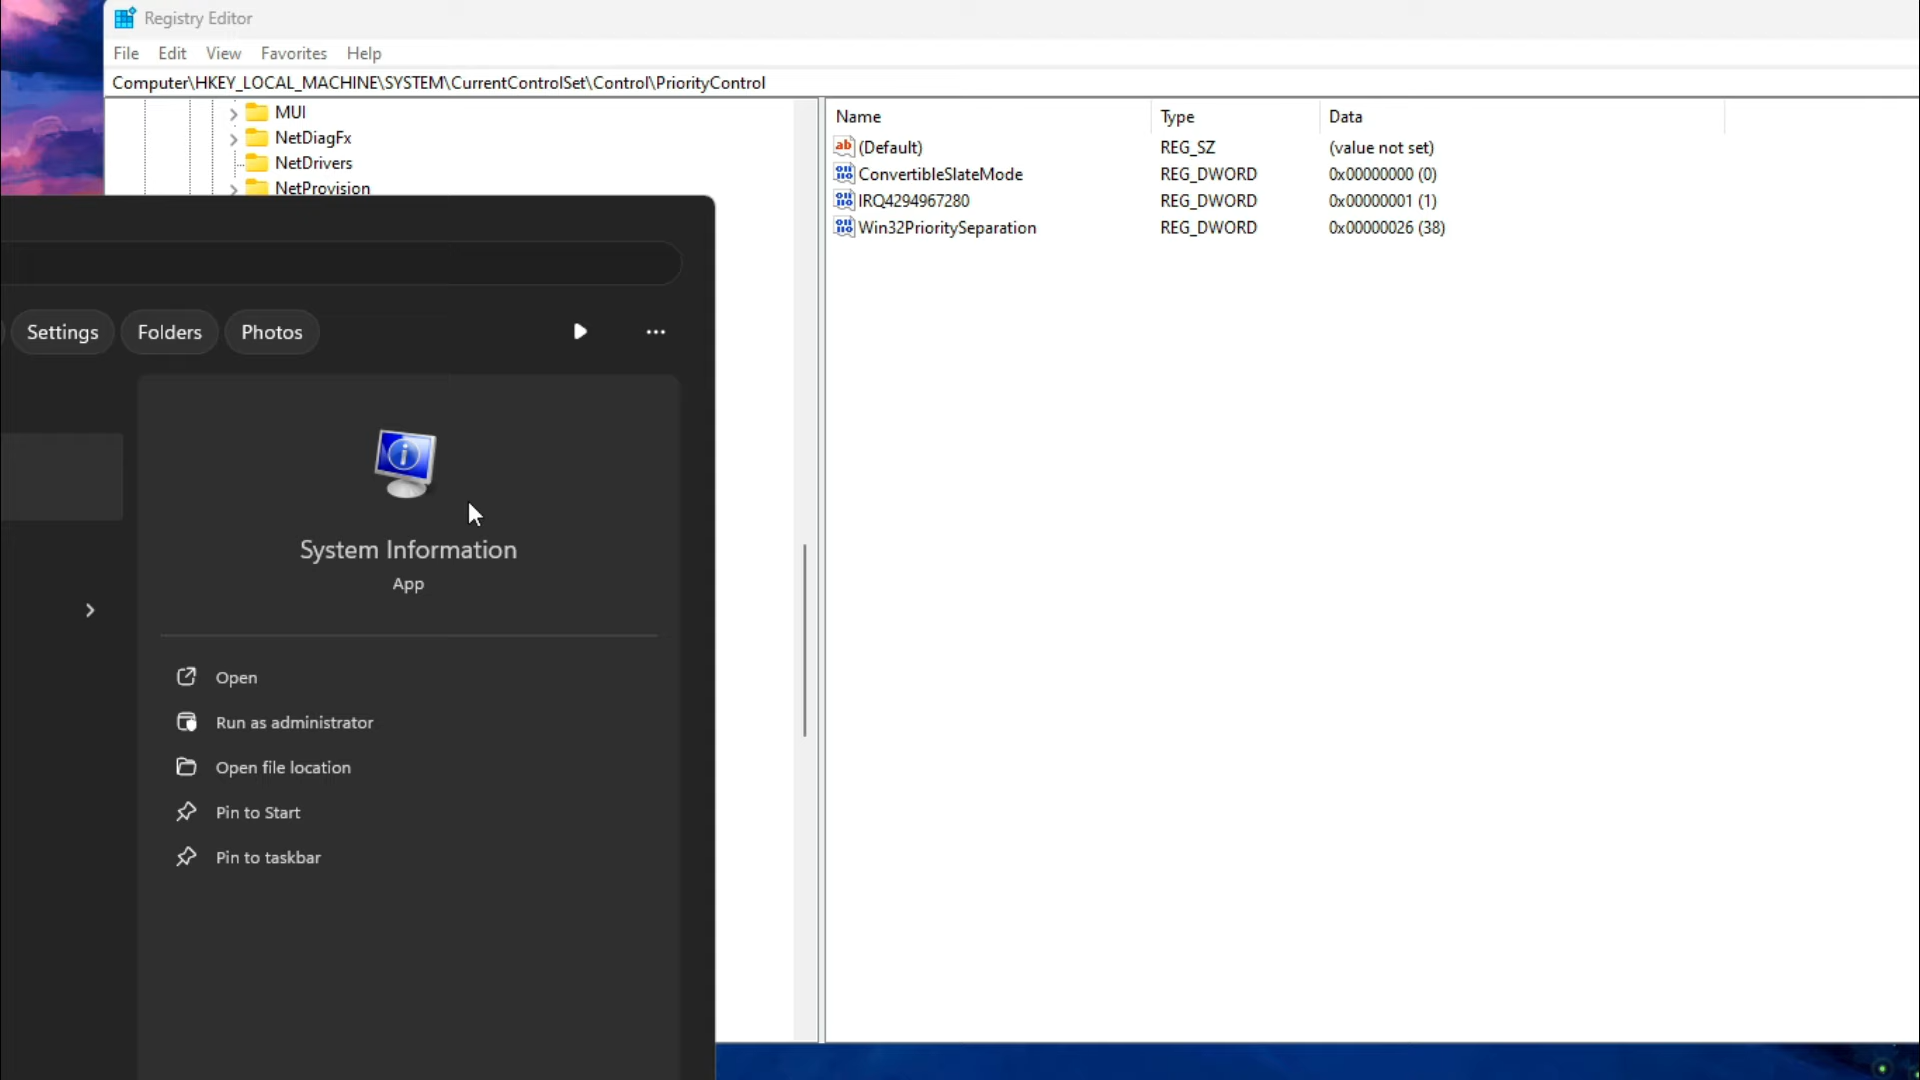 Registry Editor
File Edit View Favorites Help
Computer\HKEY_LOCAL_MACHINE\SYSTEM\CurrentControlSet\Control\PriorityControl
MUI
NetDiagFx
NetDrivers
NetProvision
Name Type Data
(Default) REG_SZ (value not set)
ConvertibleSlateMode REG_DWORD 0x00000000 (0)
IRQ4294967280 REG_DWORD 0x00000001 (1)
Win32PrioritySeparation REG_DWORD 0x00000026 (38)
Settings Folders Photos
System Information
App
Open
Run as administrator
Open file location
Pin to Start
Pin to taskbar